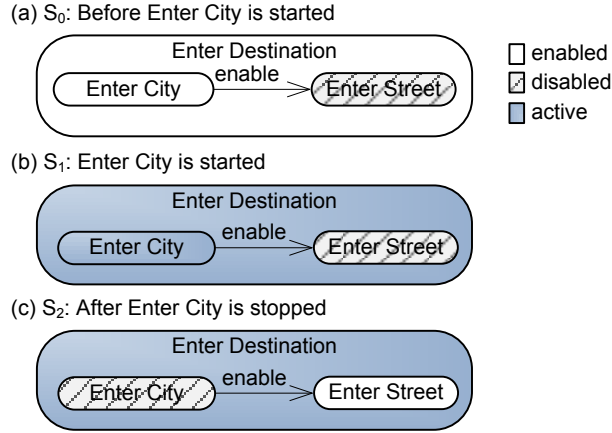 (a) S₀: Before Enter City is started
Enter Destination
enable
Enter City
Enter Street
enabled
disabled
active
(b) S₁: Enter City is started
Enter Destination
enable
Enter City
Enter Street
(c) S₂: After Enter City is stopped
Enter Destination
enable
Enter City
Enter Street